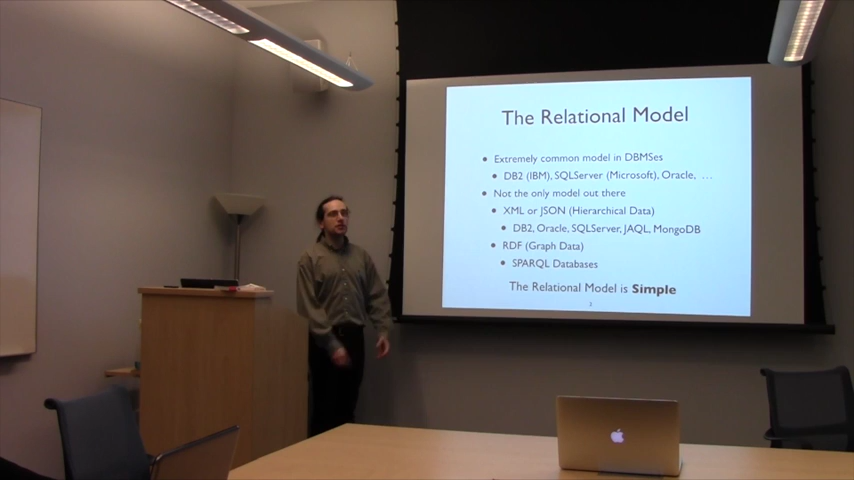 The Relational Model
• Extremely common model in DBMSes
• DB2 (IBM), SQLServer (Microsoft), Oracle, ...
• Not the only model out there
• XML or JSON (Hierarchical Data)
• DB2, Oracle, SQLServer, JAQL, MongoDB
• RDF (Graph Data)
• SPARQL Databases
The Relational Model is Simple
2